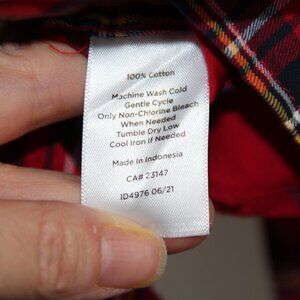 100% Cotton
Machine Wash Cold
Gentle Cycle
Only Non-Chlorine Bleach
When Needed
Tumble Dry Low
Cool Iron if Needed
Made in Indonesia
CA# 23147
ID4976 06/21